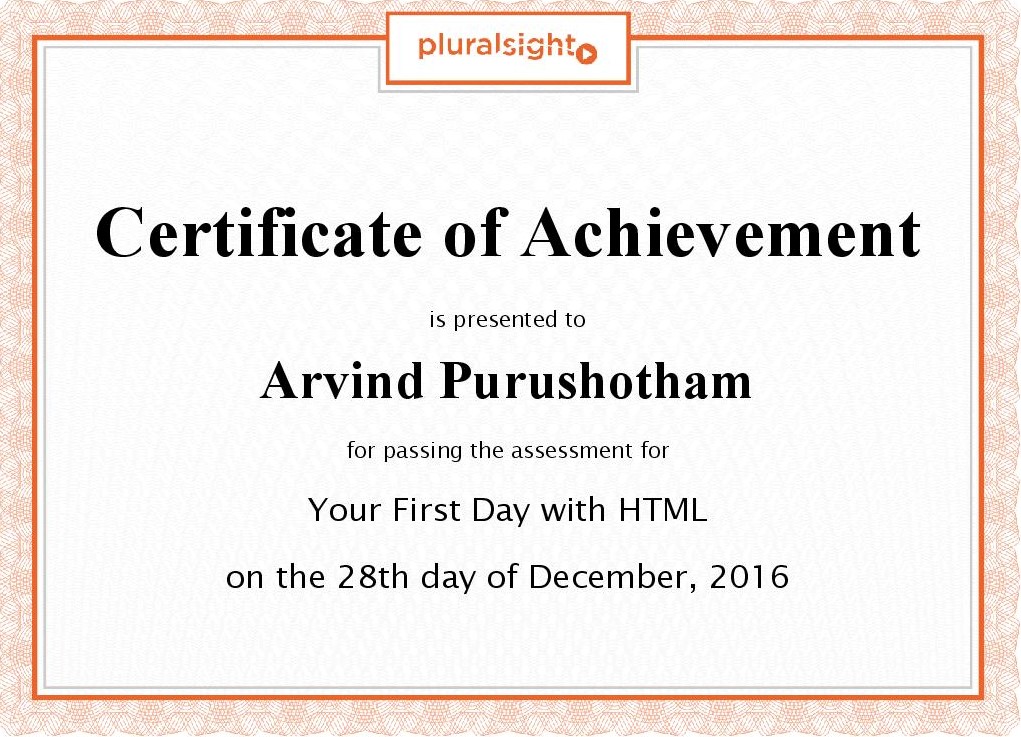 pluralsight
Certificate of Achievement
is presented to
Arvind Purushotham
for passing the assessment for
Your First Day with HTML
on the 28th day of December, 2016